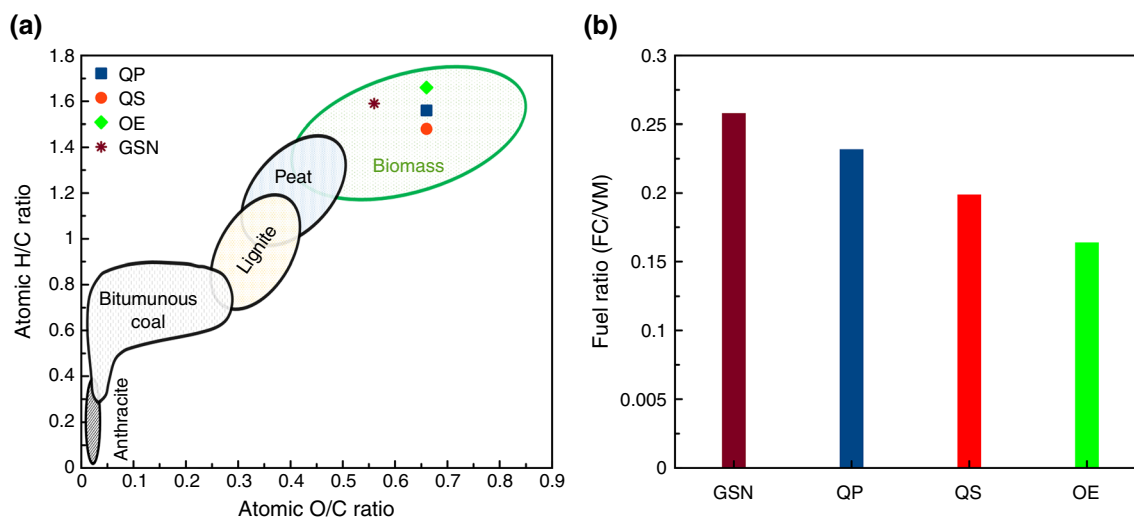 (a)
1.8
1.6
1.4
1.2
1
0.8
0.6
0.4
0.2
0
Atomic H/C ratio
QP
QS
OE
GSN
Biomass
Peat
Lignite
Bitumunous
coal
Anthracite
0 0.1 0.2 0.3 0.4 0.5 0.6 0.7 0.8 0.9
Atomic O/C ratio
(b)
0.3
0.25
0.2
0.15
0.1
0.005
0
Fuel ratio (FC/VM)
GSN QP QS OE